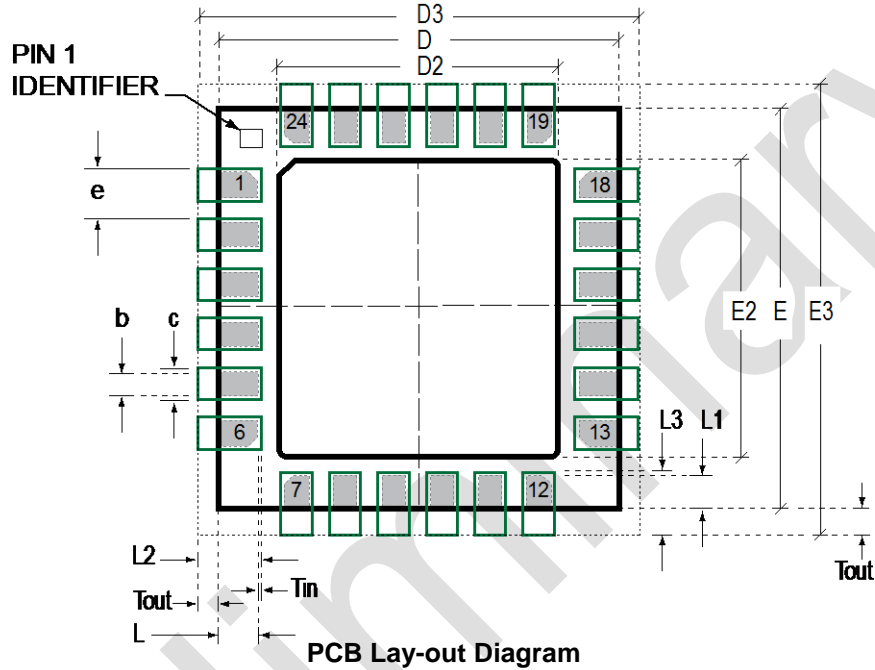 D3
D
D2
PIN 1
IDENTIFIER
24
19
1
18
e
E2
E
E3
b
c
6
13
L3
L1
7
12
L2
Tin
Tout
Tout
L
PCB Lay-out Diagram